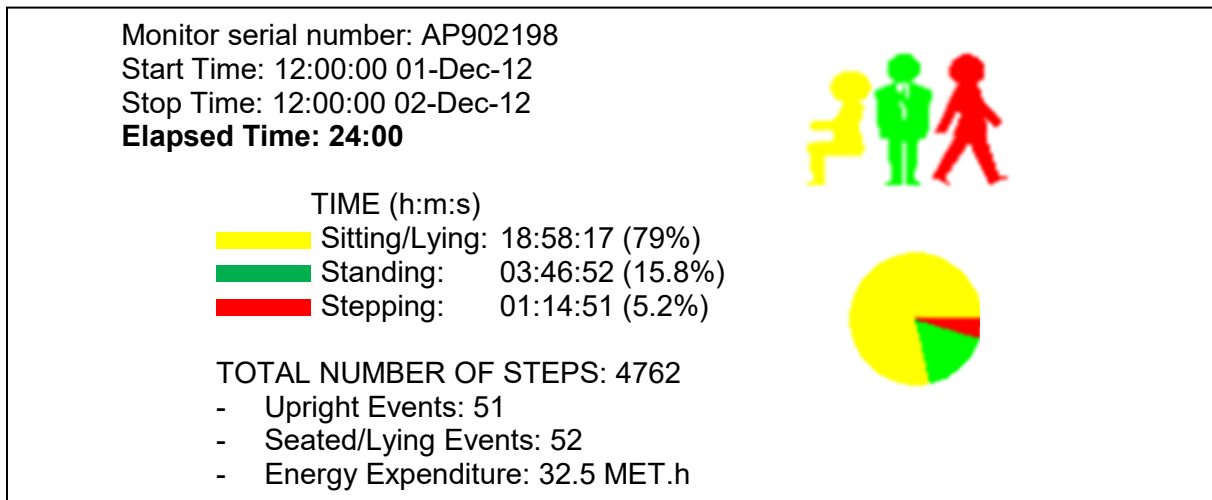 Monitor serial number: AP902198
Start Time: 12:00:00 01-Dec-12
Stop Time: 12:00:00 02-Dec-12
Elapsed Time: 24:00
TIME (h:m:s)
Sitting/Lying: 18:58:17 (79%)
Standing: 03:46:52 (15.8%)
Stepping: 01:14:51 (5.2%)
TOTAL NUMBER OF STEPS: 4762
- Upright Events: 51
- Seated/Lying Events: 52
- Energy Expenditure: 32.5 MET.h